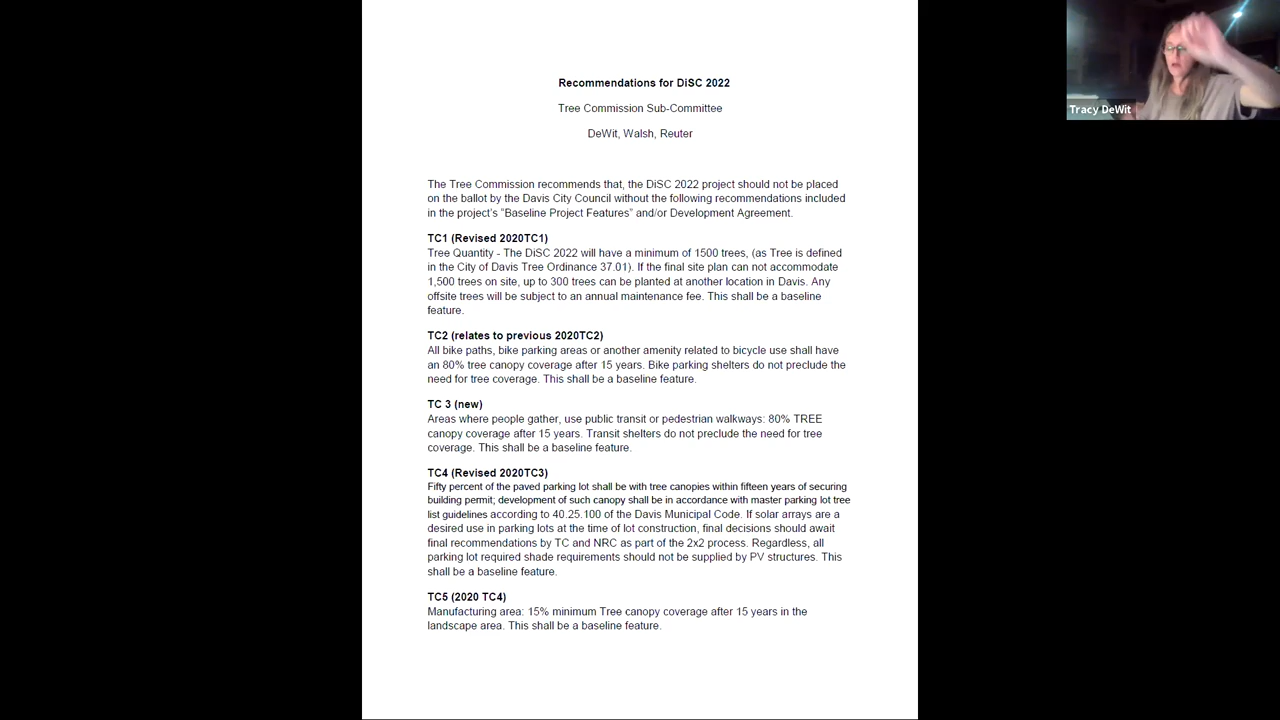 Recommendations for DiSC 2022
Tree Commission Sub-Committee
DeWit, Walsh, Reuter
The Tree Commission recommends that, the DiSC 2022 project should not be placed
on the ballot by the Davis City Council without the following recommendations included
in the project's "Baseline Project Features" and/or Development Agreement.
TC1 (Revised 2020TC1)
Tree Quantity - The DiSC 2022 will have a minimum of 1500 trees, (as Tree is defined
in the City of Davis Tree Ordinance 37.01). If the final site plan can not accommodate
1,500 trees on site, up to 300 trees can be planted at another location in Davis. Any
offsite trees will be subject to an annual maintenance fee. This shall be a baseline
feature.
TC2 (relates to previous 2020TC2)
All bike paths, bike parking areas or another amenity related to bicycle use shall have
an 80% tree canopy coverage after 15 years. Bike parking shelters do not preclude the
need for tree coverage. This shall be a baseline feature.
TC 3 (new)
Areas where people gather, use public transit or pedestrian walkways: 80% TREE
canopy coverage after 15 years. Transit shelters do not preclude the need for tree
coverage. This shall be a baseline feature.
TC4 (Revised 2020TC3)
Fifty percent of the paved parking lot shall be with tree canopies within fifteen years of securing
building permit; development of such canopy shall be in accordance with master parking lot tree
list guidelines according to 40.25.100 of the Davis Municipal Code. If solar arrays are a
desired use in parking lots at the time of lot construction, final decisions should await
final recommendations by TC and NRC as part of the 2x2 process. Regardless, all
parking lot required shade requirements should not be supplied by PV structures. This
shall be a baseline feature.
TC5 (2020 TC4)
Manufacturing area: 15% minimum Tree canopy coverage after 15 years in the
landscape area. This shall be a baseline feature.
Tracy DeWit